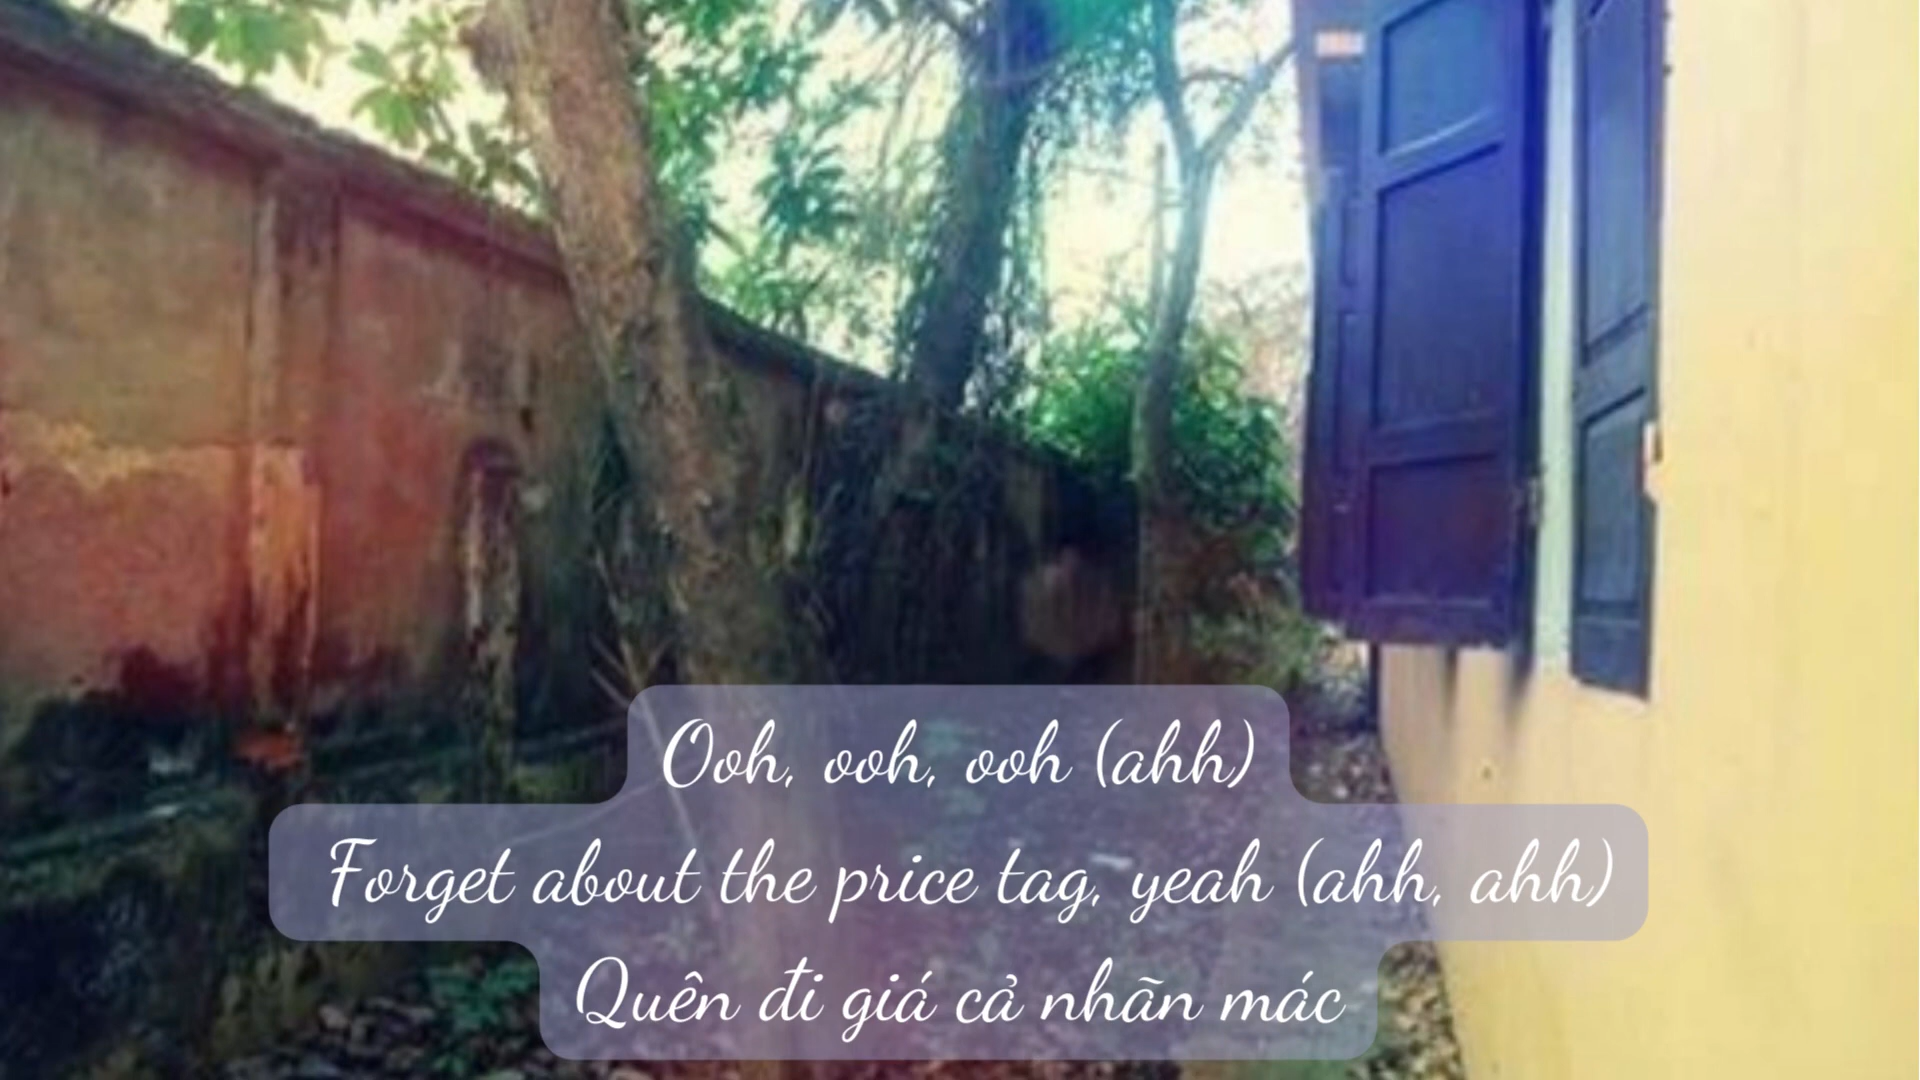 Ooh, ooh, ooh (ahh)
Forget about the price tag, yeah (ahh, ahh)
Quên đi giá cả nhãn mác